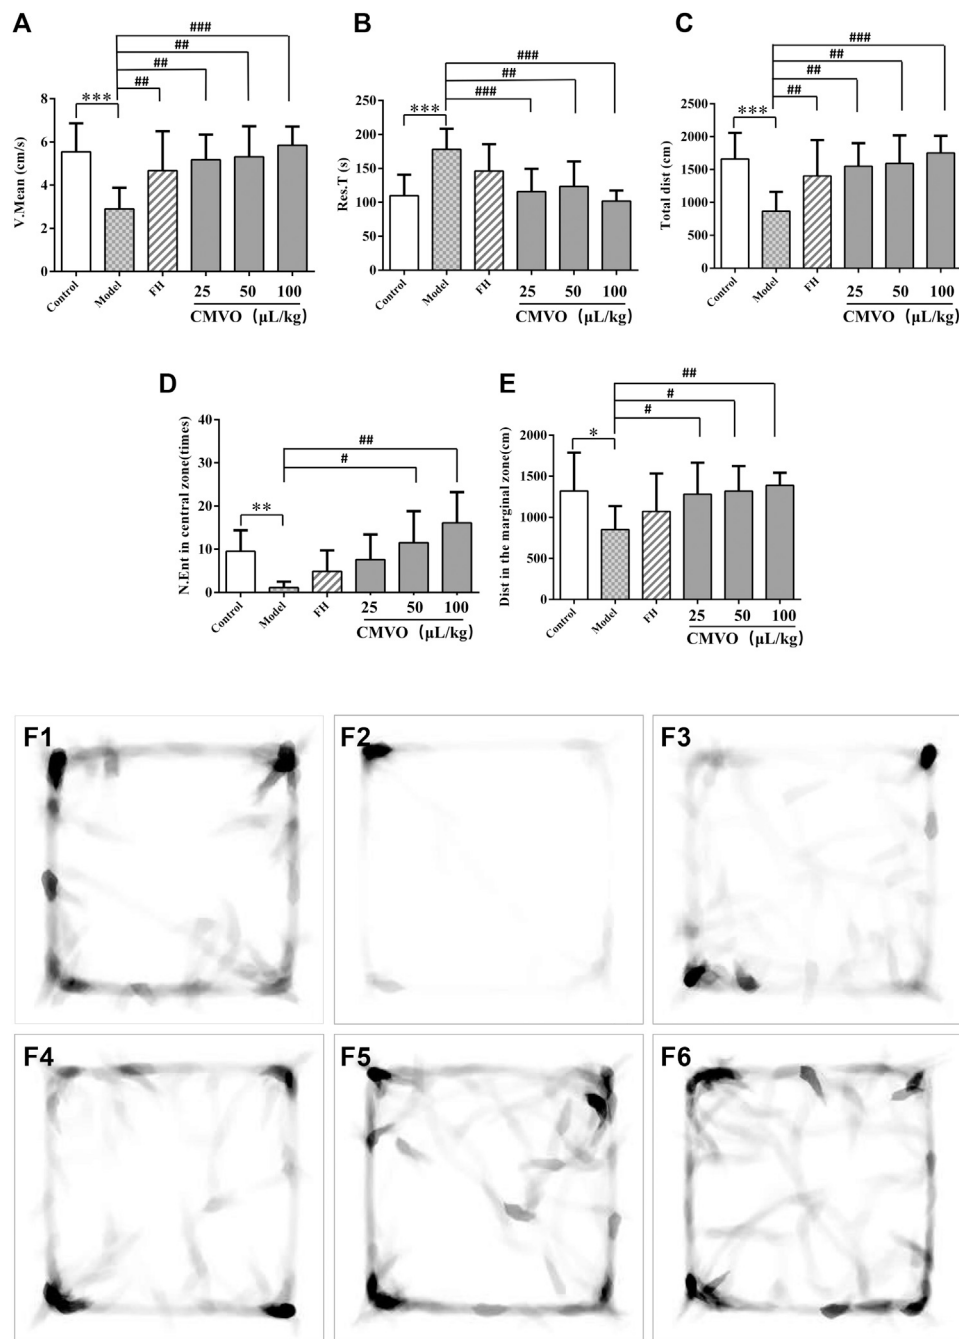 A
###
##
##
##
***
V.Mean (cm/s)
8
6
4
2
0
Control
Model
FH
25 50 100
CMVO (μL/kg)
B
###
##
###
***
Res.T (s)
250
200
150
100
50
0
Control
Model
FH
25 50 100
CMVO (μL/kg)
C
###
##
##
##
***
Total dist (cm)
2500
2000
1500
1000
500
0
Control
Model
FH
25 50 100
CMVO (μL/kg)
D
##
#
**
N.Ent in central zone(times)
40
30
20
10
0
Control
Model
FH
25 50 100
CMVO (μL/kg)
E
##
#
#
*
Dist in the marginal zone(cm)
2000
1500
1000
500
0
Control
Model
FH
25 50 100
CMVO (μL/kg)
F1
F2
F3
F4
F5
F6